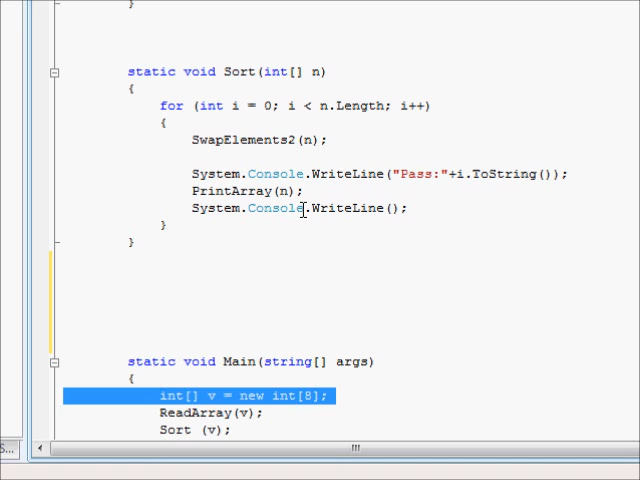 }
static void Sort(int[] n)
{
for (int i = 0; i < n.Length; i++)
{
SwapElements2(n);
System.Console.WriteLine("Pass:"+i.ToString());
PrintArray(n);
System.Console.WriteLine();
}
}
static void Main(string[] args)
{
int[] v = new int[8];
ReadArray(v);
Sort (v);
S...